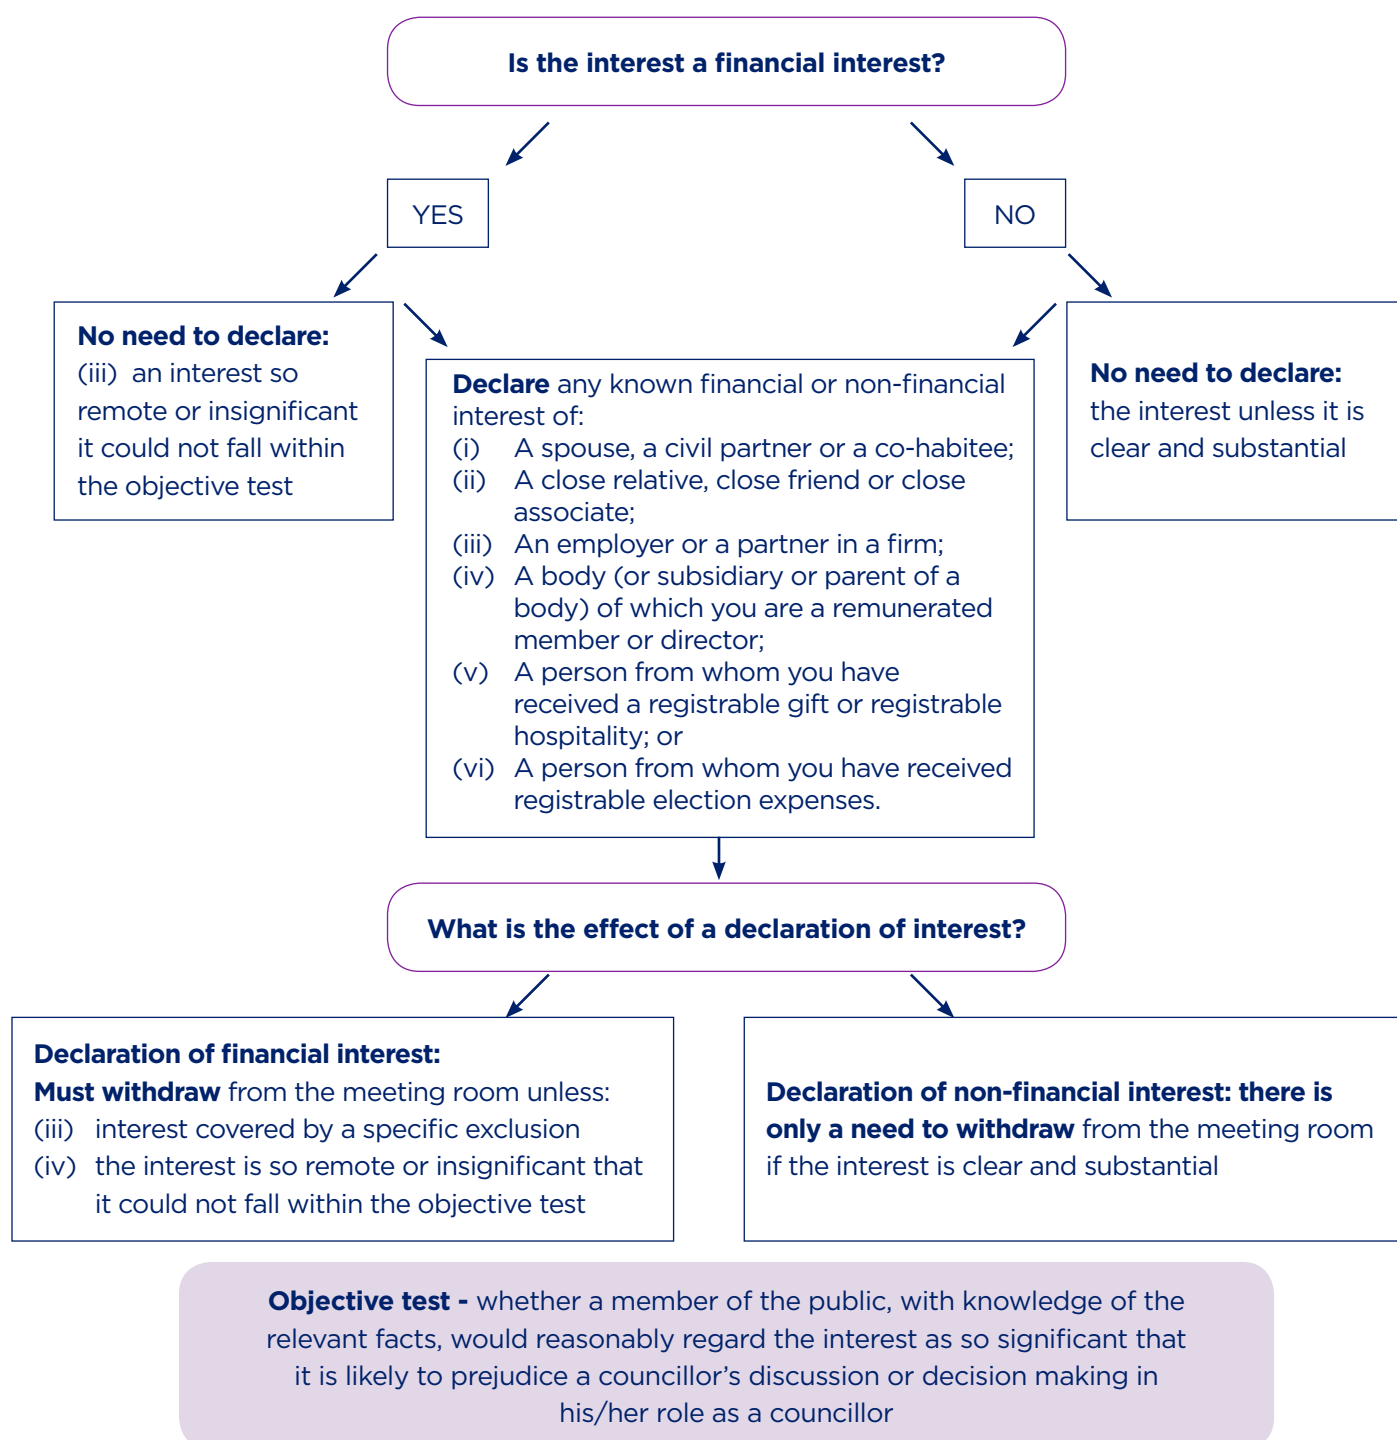 Is the interest a financial interest?
YES
NO
No need to declare:
(iii) an interest so
remote or insignificant
it could not fall within
the objective test
Declare any known financial or non-financial
interest of:
(i) A spouse, a civil partner or a co-habitee;
(ii) A close relative, close friend or close
associate;
(iii) An employer or a partner in a firm;
(iv) A body (or subsidiary or parent of a
body) of which you are a remunerated
member or director;
(v) A person from whom you have
received a registrable gift or registrable
hospitality; or
(vi) A person from whom you have received
registrable election expenses.
No need to declare:
the interest unless it is
clear and substantial
What is the effect of a declaration of interest?
Declaration of financial interest:
Must withdraw from the meeting room unless:
(iii) interest covered by a specific exclusion
(iv) the interest is so remote or insignificant that
it could not fall within the objective test
Declaration of non-financial interest: there is
only a need to withdraw from the meeting room
if the interest is clear and substantial
Objective test - whether a member of the public, with knowledge of the
relevant facts, would reasonably regard the interest as so significant that
it is likely to prejudice a councillor’s discussion or decision making in
his/her role as a councillor